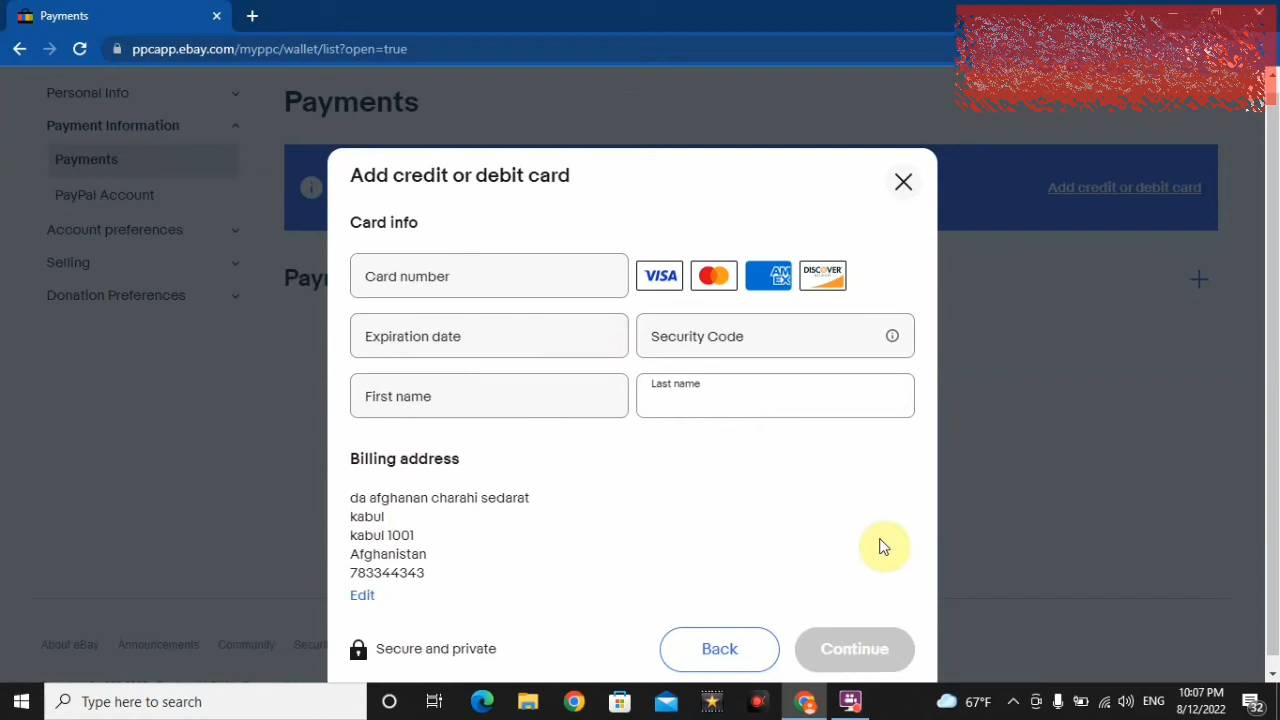 Payments
ppcapp.ebay.com/myppc/wallet/list?open=true
Personal Info
Payment Information
Payments
PayPal Account
Account preferences
Selling
Donation Preferences
Payments
Add credit or debit card
Add credit or debit card
Card info
Card number
VISA
AM EX
DISCOVER
Expiration date
Security Code
First name
Last name
Billing address
da afghanan charahi sedarat
kabul
kabul 1001
Afghanistan
783344343
Edit
Secure and private
Back
Continue
About eBay
Announcements
Community
Type here to search
67°F
ENG
10:07 PM
8/12/2022
32